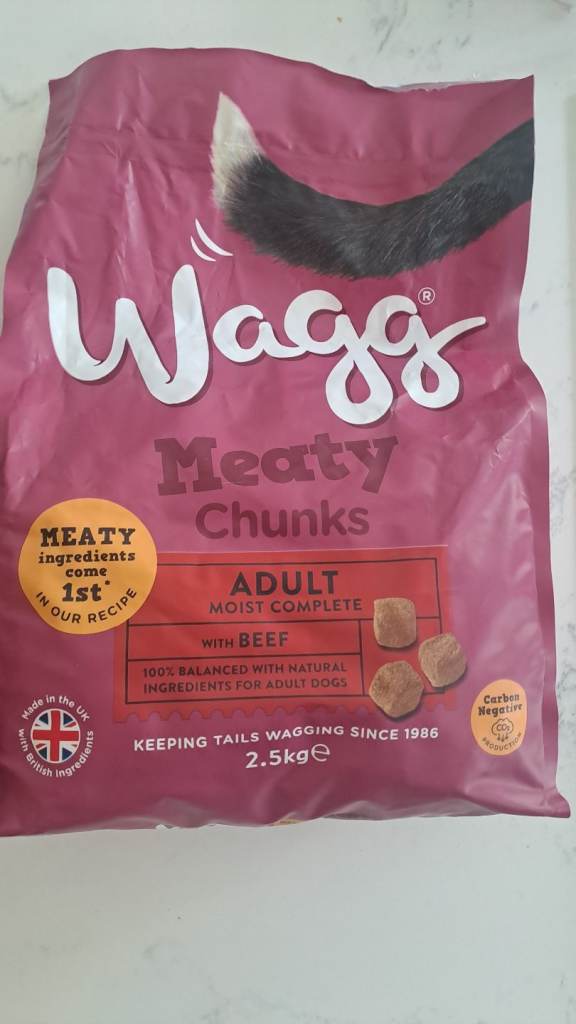 Wagg®
Meaty
Chunks
MEATY
ingredients
come
1st*
IN OUR RECIPE
ADULT
MOIST COMPLETE
WITH BEEF
100% BALANCED WITH NATURAL
INGREDIENTS FOR ADULT DOGS
Made in the UK
with British Ingredients
Carbon
Negative
CO₂
PRODUCTION
KEEPING TAILS WAGGING SINCE 1986
2.5kg℮